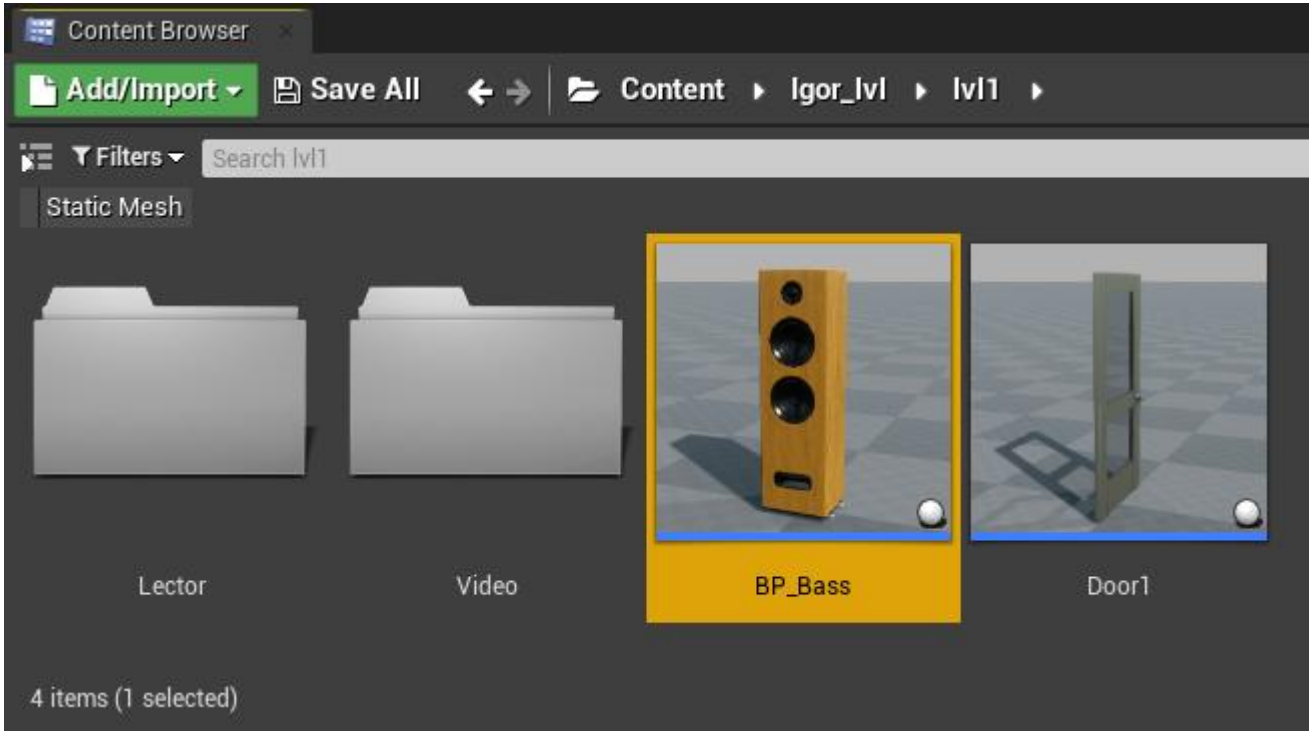 Content Browser
Add/Import Save All Content Igor_lvl lvl1
Filters Search lvl1
Static Mesh
Lector Video BP_Bass Door1
4 items (1 selected)